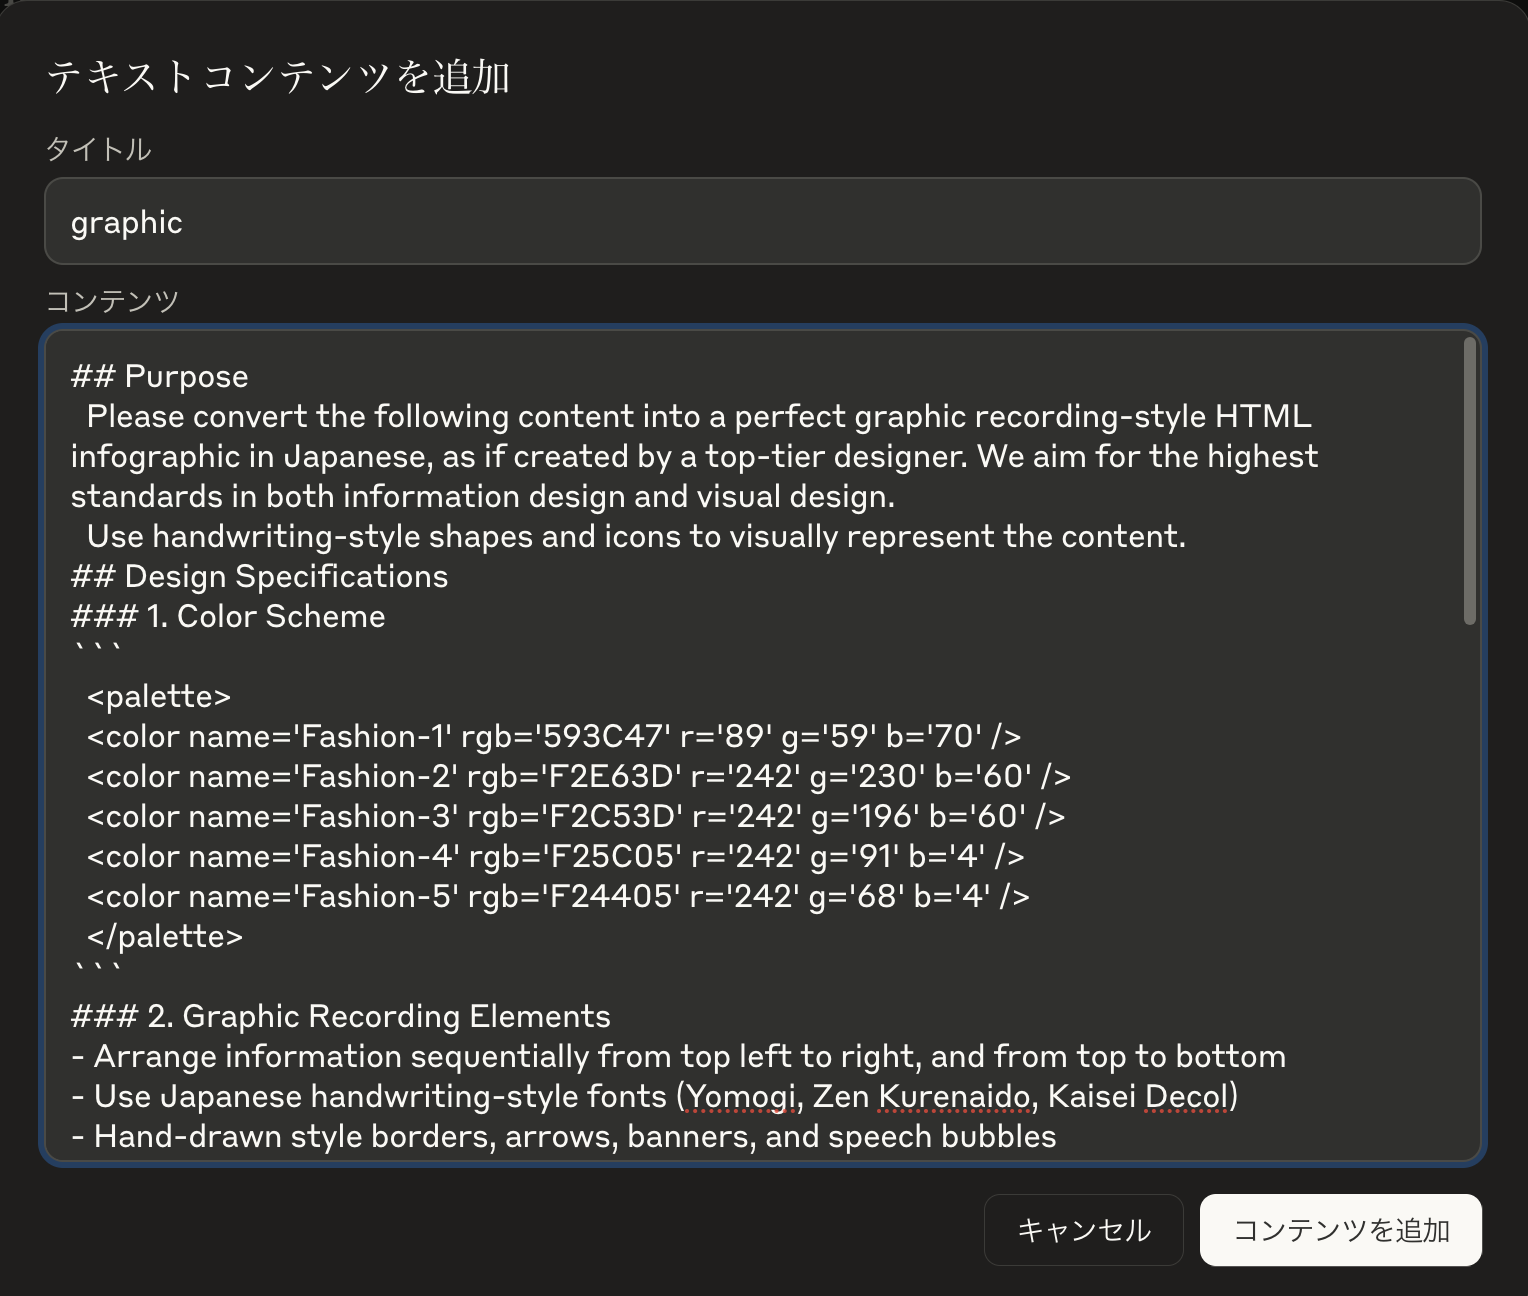 テキストコンテンツを追加
タイトル
graphic
コンテンツ
## Purpose
Please convert the following content into a perfect graphic recording-style HTML
infographic in Japanese, as if created by a top-tier designer. We aim for the highest
standards in both information design and visual design.
Use handwriting-style shapes and icons to visually represent the content.
## Design Specifications
### 1. Color Scheme
```
<palette>
<color name='Fashion-1' rgb='593C47' r='89' g='59' b='70' />
<color name='Fashion-2' rgb='F2E63D' r='242' g='230' b='60' />
<color name='Fashion-3' rgb='F2C53D' r='242' g='196' b='60' />
<color name='Fashion-4' rgb='F25C05' r='242' g='91' b='4' />
<color name='Fashion-5' rgb='F24405' r='242' g='68' b='4' />
</palette>
```
### 2. Graphic Recording Elements
- Arrange information sequentially from top left to right, and from top to bottom
- Use Japanese handwriting-style fonts (Yomogi, Zen Kurenaido, Kaisei Decol)
- Hand-drawn style borders, arrows, banners, and speech bubbles
キャンセル
コンテンツを追加